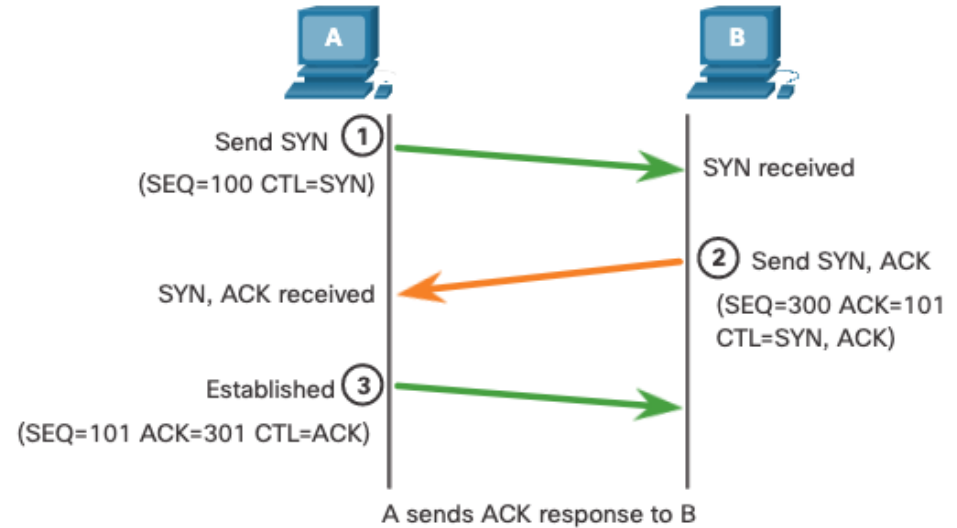 A
B
Send SYN 1
(SEQ=100 CTL=SYN)
SYN received
2 Send SYN, ACK
SYN, ACK received
(SEQ=300 ACK=101
CTL=SYN, ACK)
Established 3
(SEQ=101 ACK=301 CTL=ACK)
A sends ACK response to B